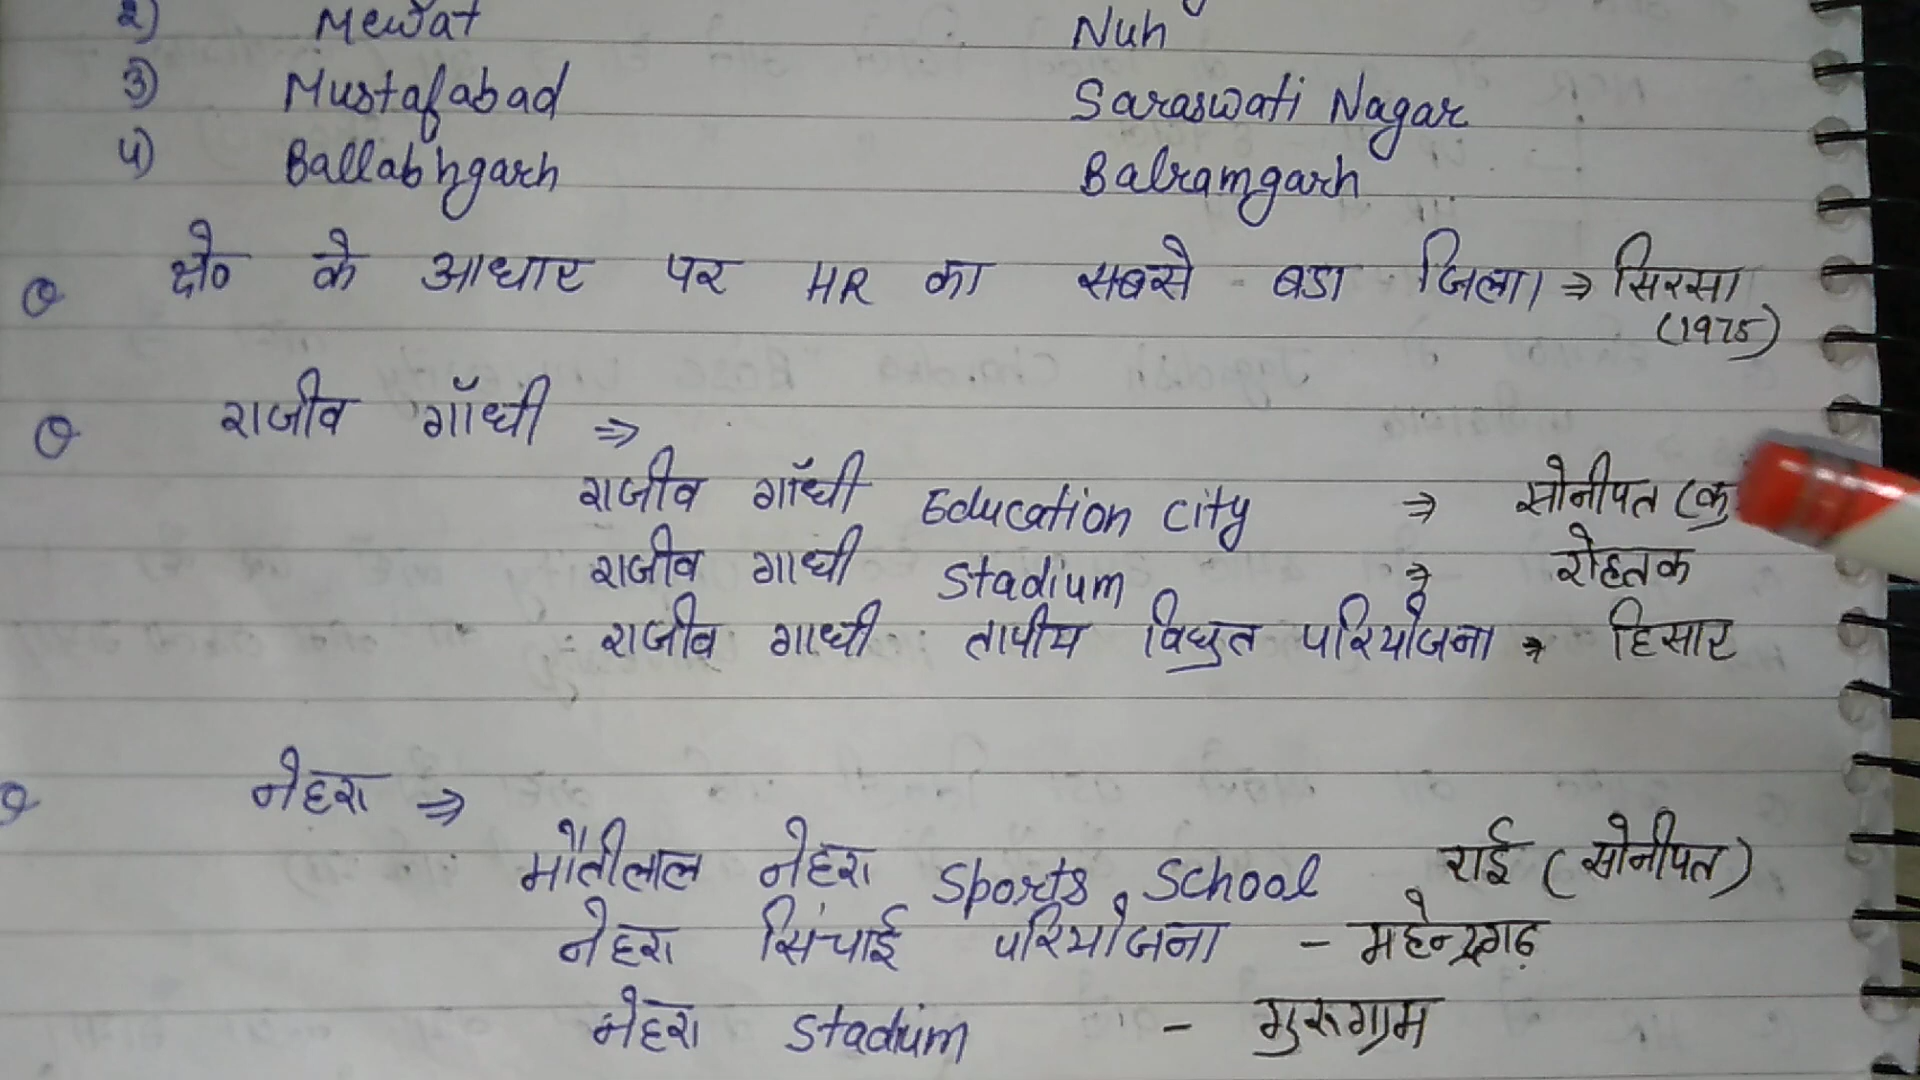 2) Mewat Nuh
3) Mustafabad Saraswati Nagar
4) Ballabhgarh Balramgarh
Q क्षे० के आधार पर HR का सबसे बडा जिला। ⇒ सिरसा
(1975)
Q राजीव गाँधी ⇒
राजीव गाँधी Education City ⇒ सोनीपत (कु
राजीव गाधी Stadium ⇒ रोहतक
राजीव गाधी तापीय विधुत परियोजना ⇒ हिसार
Q नेहरा ⇒
मौतीलाल नेहरा Sports School राई (सोनीपत)
नेहरा सिंचाई परियोजना - महेन्द्रगढ़
नेहरा Stadium - गुरूग्राम